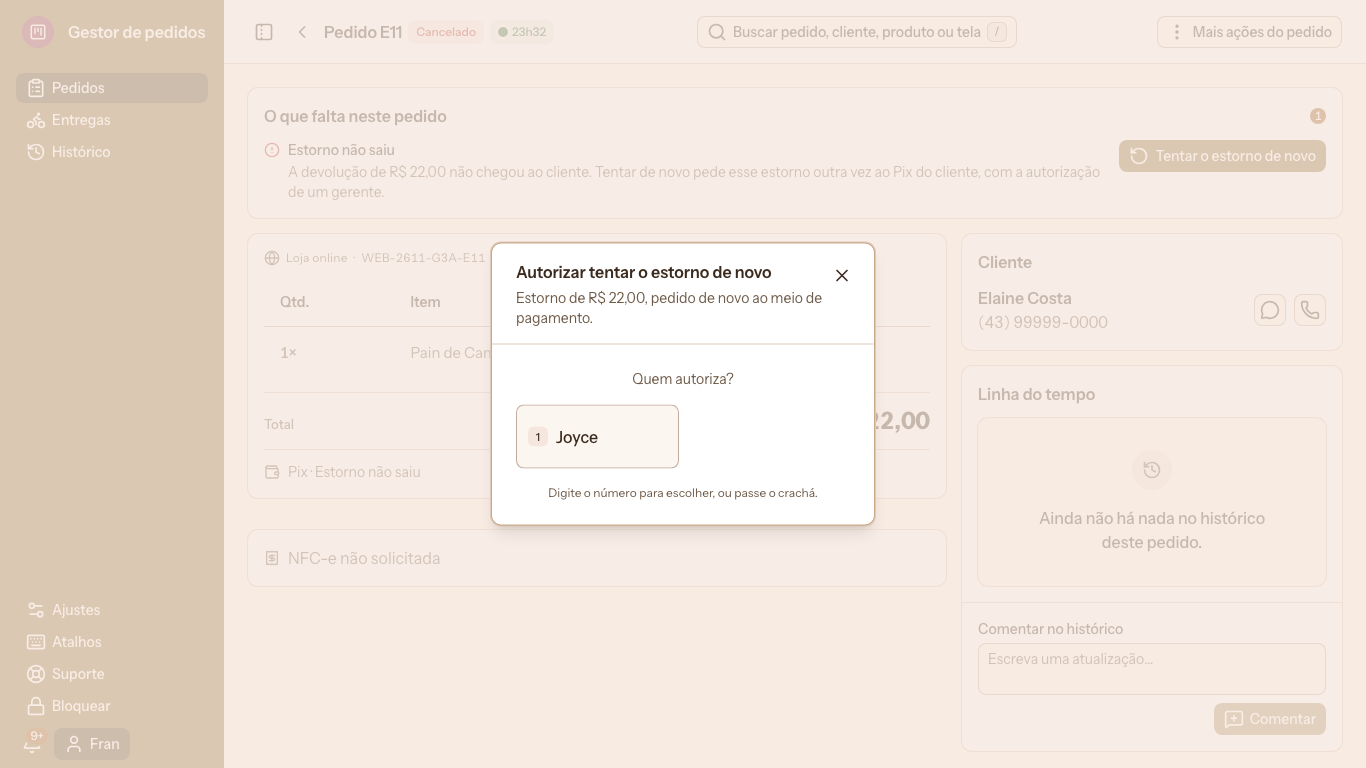 Gestor de pedidos
Pedidos
Entregas
Histórico
Ajustes
Atalhos
Suporte
Bloquear
9+
Fran
Pedido E11
Cancelado
23h32
Buscar pedido, cliente, produto ou tela
/
Mais ações do pedido
O que falta neste pedido
1
Estorno não saiu
A devolução de R$ 22,00 não chegou ao cliente. Tentar de novo pede esse estorno outra vez ao Pix do cliente, com a autorização
de um gerente.
Tentar o estorno de novo
Loja online · WEB-2611-G3A-E11
Qtd.
Item
1×
Pain de Can
Total
22,00
Pix · Estorno não saiu
NFC-e não solicitada
Autorizar tentar o estorno de novo
Estorno de R$ 22,00, pedido de novo ao meio de
pagamento.
Quem autoriza?
1
Joyce
Digite o número para escolher, ou passe o crachá.
Cliente
Elaine Costa
(43) 99999-0000
Linha do tempo
Ainda não há nada no histórico
deste pedido.
Comentar no histórico
Escreva uma atualização...
Comentar